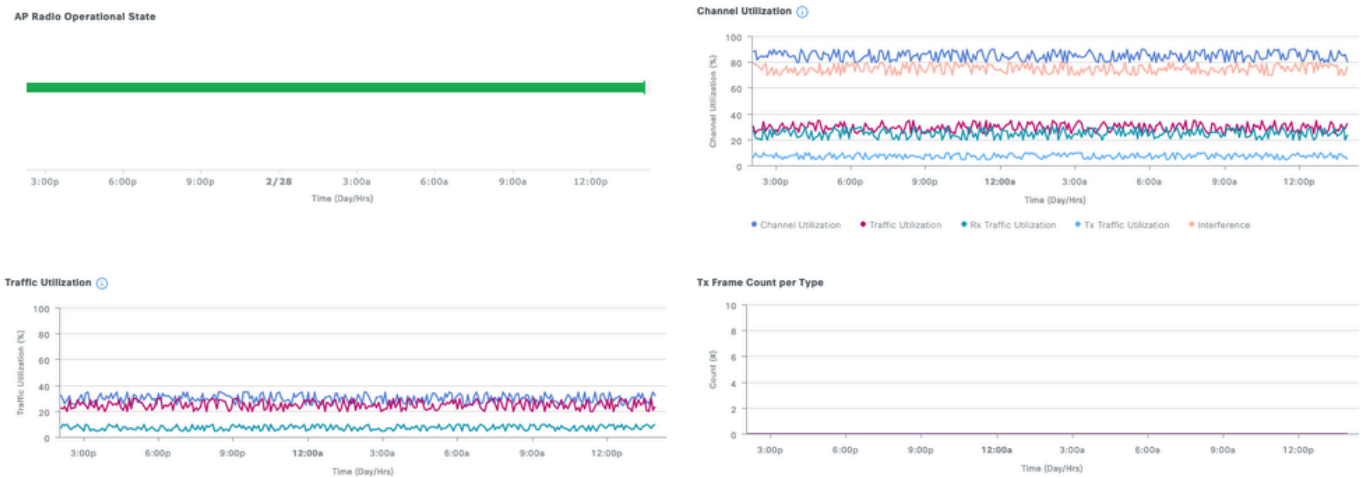 AP Radio Operational State
3:00p 6:00p 9:00p 2/28 3:00a 6:00a 9:00a 12:00p
Time (Day/Hrs)
Channel Utilization
Channel Utilization (%)
100
80
60
40
20
0
3:00p 6:00p 9:00p 12:00a 3:00a 6:00a 9:00a 12:00p
Time (Day/Hrs)
Channel Utilization Traffic Utilization Rx Traffic Utilization Tx Traffic Utilization Interference
Traffic Utilization
Traffic Utilization (%)
100
80
60
40
20
0
3:00p 6:00p 9:00p 12:00a 3:00a 6:00a 9:00a 12:00p
Time (Day/Hrs)
Tx Frame Count per Type
Count (#)
10
8
6
4
2
0
3:00p 6:00p 9:00p 12:00a 3:00a 6:00a 9:00a 12:00p
Time (Day/Hrs)